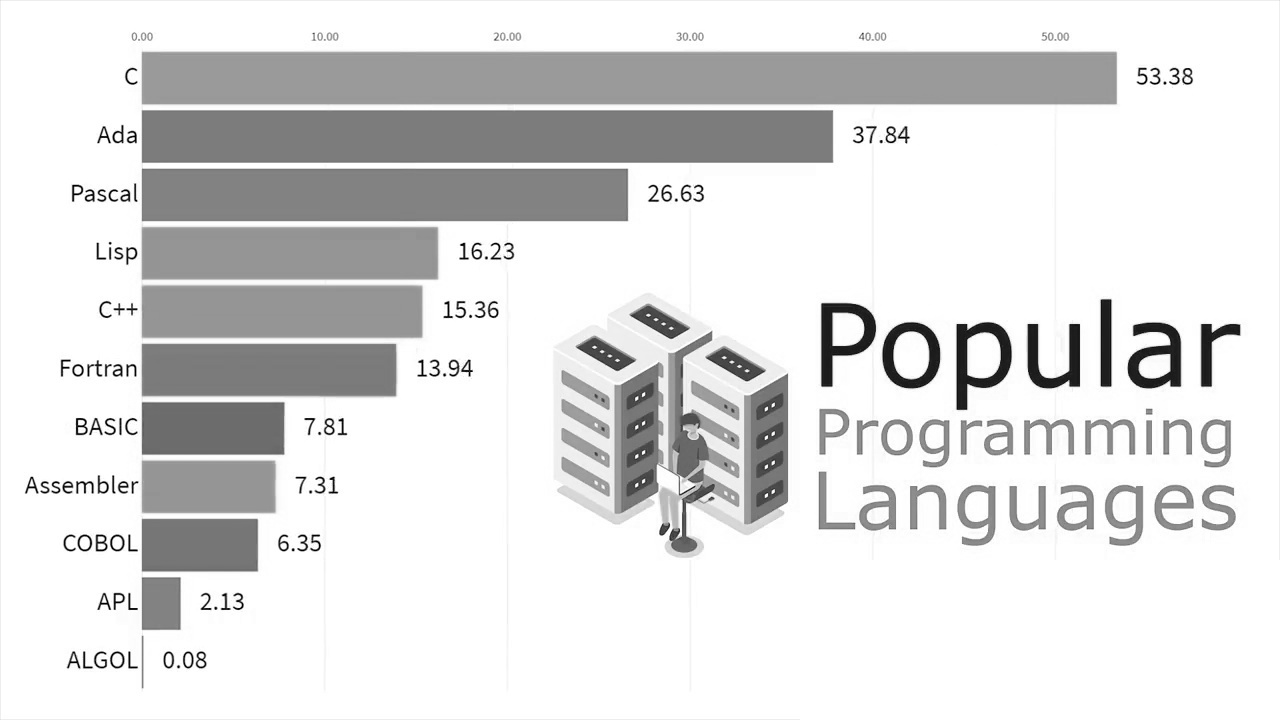 0.00 10.00 20.00 30.00 40.00 50.00
C 53.38
Ada 37.84
Pascal 26.63
Lisp 16.23
C++ 15.36
Fortran 13.94
BASIC 7.81
Assembler 7.31
COBOL 6.35
APL 2.13
ALGOL 0.08
Popular
Programming
Languages